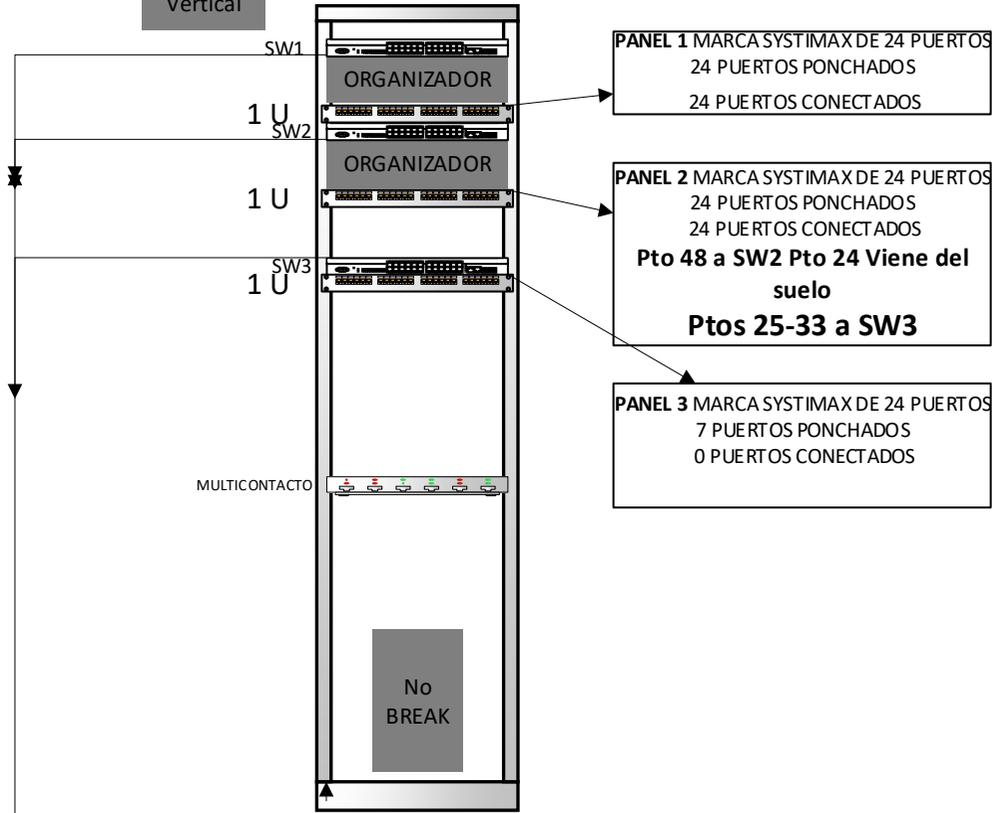 Vertical
SW1
ORGANIZADOR
1 U
SW2
ORGANIZADOR
1 U
SW3
1 U
MULTICONTACTO
No
BREAK
PANEL 1 MARCA SYSTIMAX DE 24 PUERTOS
24 PUERTOS PONCHADOS
24 PUERTOS CONECTADOS
PANEL 2 MARCA SYSTIMAX DE 24 PUERTOS
24 PUERTOS PONCHADOS
24 PUERTOS CONECTADOS
Pto 48 a SW2 Pto 24 Viene del
suelo
Ptos 25-33 a SW3
PANEL 3 MARCA SYSTIMAX DE 24 PUERTOS
7 PUERTOS PONCHADOS
0 PUERTOS CONECTADOS